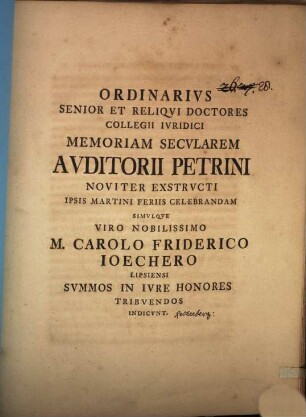 28.
ORDINARIVS
SENIOR ET RELIQVI DOCTORES
COLLEGII IVRIDICI
MEMORIAM SECVLAREM
AVDITORII PETRINI
NOVITER EXSTRVCTI
IPSIS MARTINI FERIIS CELEBRANDAM
SIMVLQVE
VIRO NOBILISSIMO
M. CAROLO FRIDERICO
IOECHERO
LIPSIENSI
SVMMOS IN IVRE HONORES
TRIBVENDOS
INDICVNT.